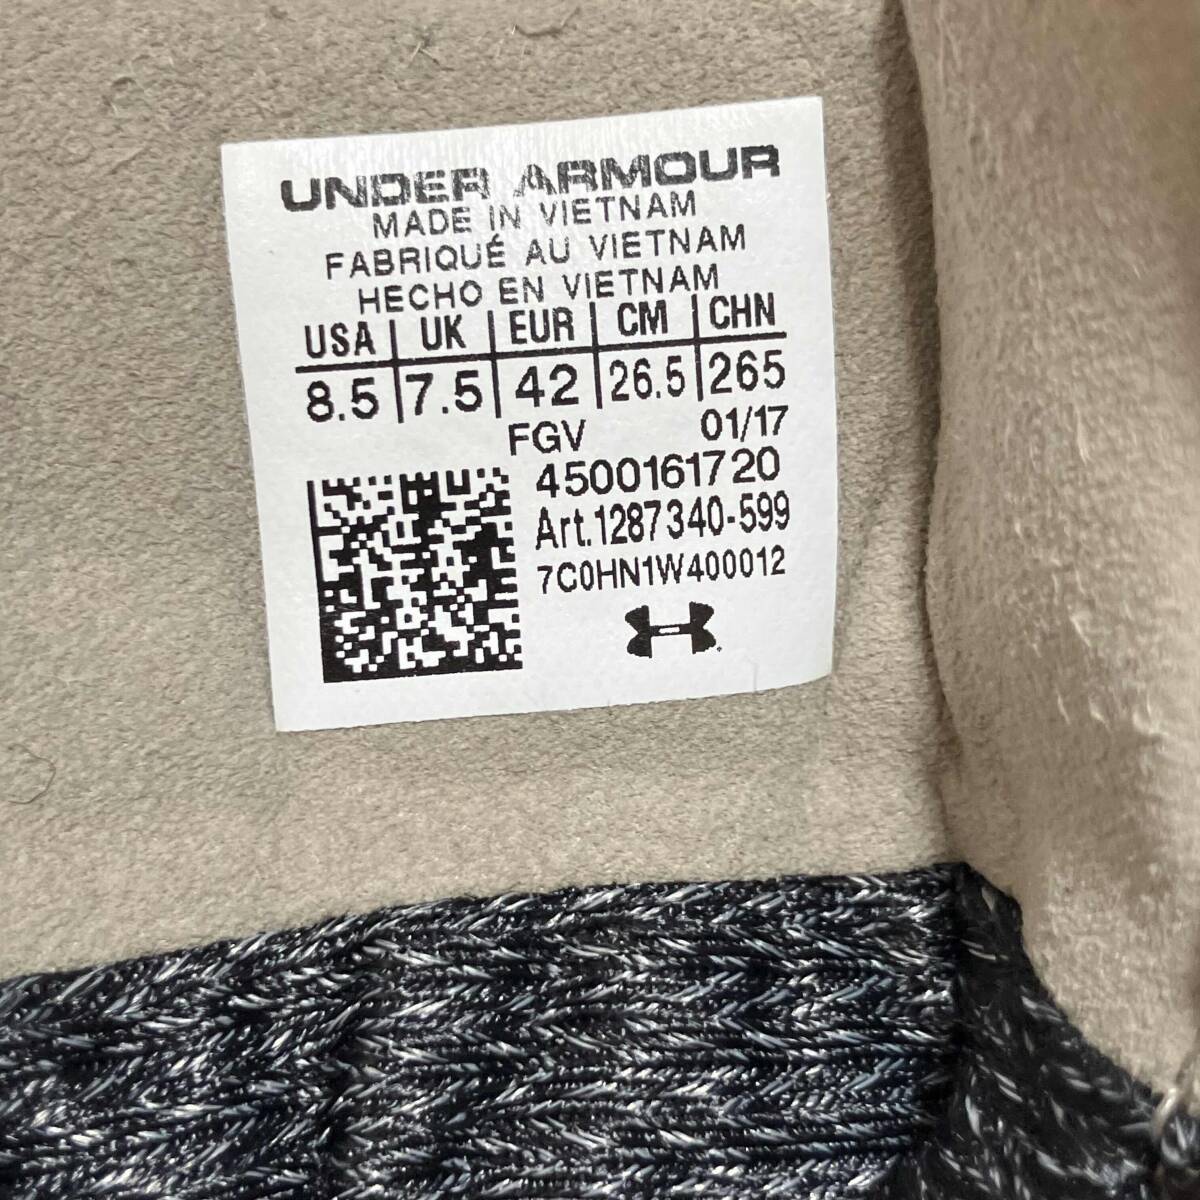 UNDER ARMOUR
MADE IN VIETNAM
FABRIQUÉ AU VIETNAM
HECHO EN VIETNAM
USA UK EUR CM CHN
8.5 7.5 42 26.5 265
FGV 01/17
4500161720
Art.1287340-599
7C0HN1W400012